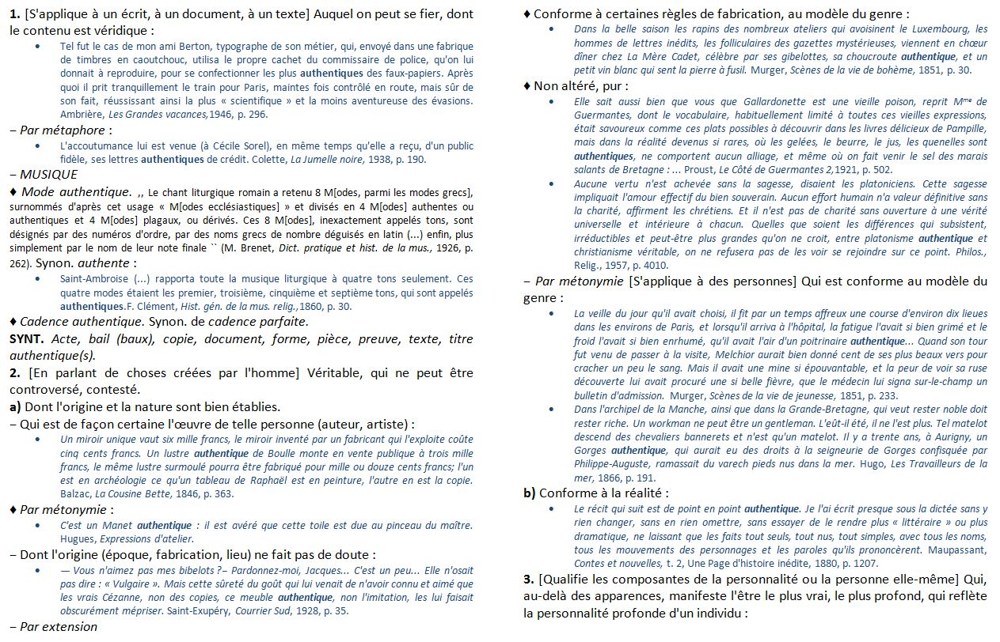 1. [S'applique à un écrit, à un document, à un texte] Auquel on peut se fier, dont
le contenu est véridique :
• Tel fut le cas de mon ami Berton, typographe de son métier, qui, envoyé dans une fabrique
de timbres en caoutchouc, utilisa le propre cachet du commissaire de police, qu'on lui
donnait à reproduire, pour se confectionner les plus authentiques des faux-papiers. Après
quoi il prit tranquillement le train pour Paris, maintes fois contrôlé en route, mais sûr de
son fait, réussissant ainsi la plus « scientifique » et la moins aventureuse des évasions.
Ambrière, Les Grandes vacances,1946, p. 296.
− Par métaphore :
• L'accoutumance lui est venue (à Cécile Sorel), en même temps qu'elle a reçu, d'un public
fidèle, ses lettres authentiques de crédit. Colette, La Jumelle noire, 1938, p. 190.
− MUSIQUE
♦ Mode authentique. ,, Le chant liturgique romain a retenu 8 M[odes, parmi les modes grecs],
surnommés d'après cet usage « M[odes ecclésiastiques] » et divisés en 4 M[odes] authentes ou
authentiques et 4 M[odes] plagaux, ou dérivés. Ces 8 M[odes], inexactement appelés tons, sont
désignés par des numéros d'ordre, par des noms grecs de nombre déguisés en latin (...) enfin, plus
simplement par le nom de leur note finale `` (M. Brenet, Dict. pratique et hist. de la mus., 1926, p.
262). Synon. authente :
• Saint-Ambroise (...) rapporta toute la musique liturgique à quatre tons seulement. Ces
quatre modes étaient les premier, troisième, cinquième et septième tons, qui sont appelés
authentiques.F. Clément, Hist. gén. de la mus. relig.,1860, p. 30.
♦ Cadence authentique. Synon. de cadence parfaite.
SYNT. Acte, bail (baux), copie, document, forme, pièce, preuve, texte, titre
authentique(s).
2. [En parlant de choses créées par l'homme] Véritable, qui ne peut être
controversé, contesté.
a) Dont l'origine et la nature sont bien établies.
− Qui est de façon certaine l'œuvre de telle personne (auteur, artiste) :
• Un miroir unique vaut six mille francs, le miroir inventé par un fabricant qui l'exploite coûte
cinq cents francs. Un lustre authentique de Boulle monte en vente publique à trois mille
francs, le même lustre surmoulé pourra être fabriqué pour mille ou douze cents francs; l'un
est en archéologie ce qu'un tableau de Raphaël est en peinture, l'autre en est la copie.
Balzac, La Cousine Bette, 1846, p. 363.
♦ Par métonymie :
• C'est un Manet authentique : il est avéré que cette toile est due au pinceau du maître.
Hugues, Expressions d'atelier.
− Dont l'origine (époque, fabrication, lieu) ne fait pas de doute :
• — Vous n'aimez pas mes bibelots ?− Pardonnez-moi, Jacques... C'est un peu... Elle n'osait
pas dire : « Vulgaire ». Mais cette sûreté du goût qui lui venait de n'avoir connu et aimé que
les vrais Cézanne, non des copies, ce meuble authentique, non l'imitation, les lui faisait
obscurément mépriser. Saint-Exupéry, Courrier Sud, 1928, p. 35.
− Par extension
♦ Conforme à certaines règles de fabrication, au modèle du genre :
• Dans la belle saison les rapins des nombreux ateliers qui avoisinent le Luxembourg, les
hommes de lettres inédits, les folliculaires des gazettes mystérieuses, viennent en chœur
dîner chez La Mère Cadet, célèbre par ses gibelottes, sa choucroute authentique, et un
petit vin blanc qui sent la pierre à fusil. Murger, Scènes de la vie de bohème, 1851, p. 30.
♦ Non altéré, pur :
• Elle sait aussi bien que vous que Gallardonette est une vieille poison, reprit Mᵐᵉ de
Guermantes, dont le vocabulaire, habituellement limité à toutes ces vieilles expressions,
était savoureux comme ces plats possibles à découvrir dans les livres délicieux de Pampille,
mais dans la réalité devenus si rares, où les gelées, le beurre, le jus, les quenelles sont
authentiques, ne comportent aucun alliage, et même où on fait venir le sel des marais
salants de Bretagne : ... Proust, Le Côté de Guermantes 2,1921, p. 502.
• Aucune vertu n'est achevée sans la sagesse, disaient les platoniciens. Cette sagesse
impliquait l'amour effectif du bien souverain. Aucun effort humain n'a valeur définitive sans
la charité, affirment les chrétiens. Et il n'est pas de charité sans ouverture à une vérité
universelle et intérieure à chacun. Quelles que soient les différences qui subsistent,
irréductibles et peut-être plus grandes qu'on ne croit, entre platonisme authentique et
christianisme véritable, on ne refusera pas de les voir se rejoindre sur ce point. Philos.,
Relig., 1957, p. 4010.
− Par métonymie [S'applique à des personnes] Qui est conforme au modèle du
genre :
• La veille du jour qu'il avait choisi, il fit par un temps affreux une course d'environ dix lieues
dans les environs de Paris, et lorsqu'il arriva à l'hôpital, la fatigue l'avait si bien grimé et le
froid l'avait si bien enrhumé, qu'il avait l'air d'un poitrinaire authentique... Quand son tour
fut venu de passer à la visite, Melchior aurait bien donné cent de ses plus beaux vers pour
cracher un peu le sang. Mais il avait une mine si épouvantable, et la peur de voir sa ruse
découverte lui avait procuré une si belle fièvre, que le médecin lui signa sur-le-champ un
bulletin d'admission. Murger, Scènes de la vie de jeunesse, 1851, p. 233.
• Dans l'archipel de la Manche, ainsi que dans la Grande-Bretagne, qui veut rester noble doit
rester riche. Un workman ne peut être un gentleman. L'eût-il été, il ne l'est plus. Tel matelot
descend des chevaliers bannerets et n'est qu'un matelot. Il y a trente ans, à Aurigny, un
Gorges authentique, qui aurait eu des droits à la seigneurie de Gorges confisquée par
Philippe-Auguste, ramassait du varech pieds nus dans la mer. Hugo, Les Travailleurs de la
mer, 1866, p. 191.
b) Conforme à la réalité :
• Le récit qui suit est de point en point authentique. Je l'ai écrit presque sous la dictée sans y
rien changer, sans en rien omettre, sans essayer de le rendre plus « littéraire » ou plus
dramatique, ne laissant que les faits tout seuls, tout nus, tout simples, avec tous les noms,
tous les mouvements des personnages et les paroles qu'ils prononcèrent. Maupassant,
Contes et nouvelles, t. 2, Une Page d'histoire inédite, 1880, p. 1207.
3. [Qualifie les composantes de la personnalité ou la personne elle-même] Qui,
au-delà des apparences, manifeste l'être le plus vrai, le plus profond, qui reflète
la personnalité profonde d'un individu :